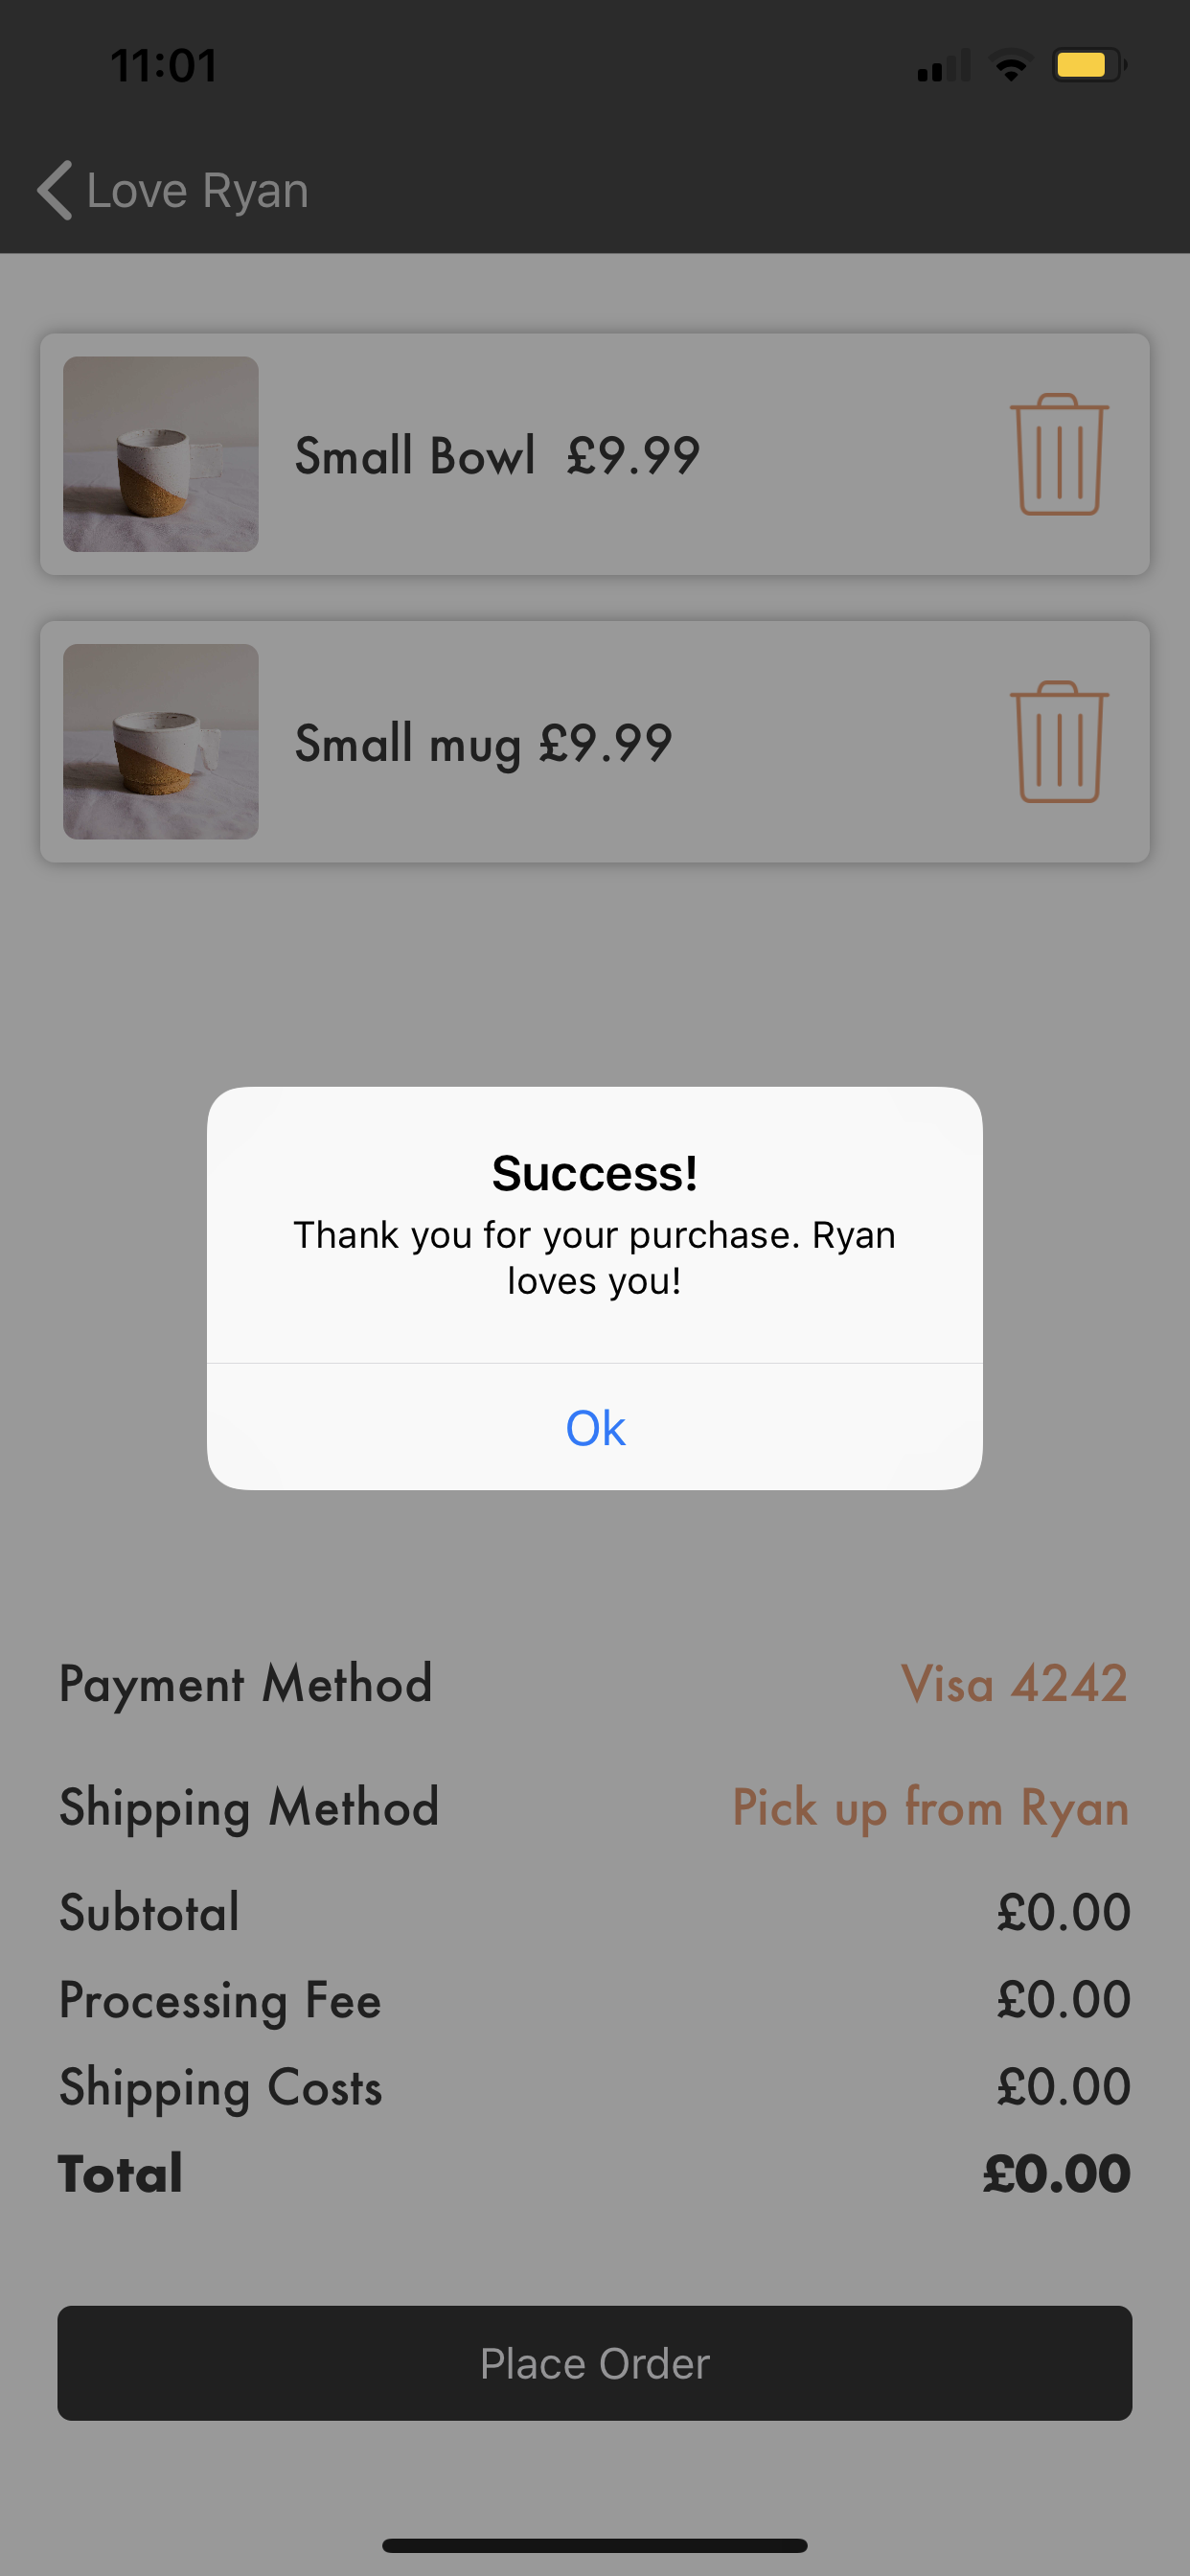 11:01
Love Ryan
Small Bowl  £9.99
Small mug £9.99
Success!
Thank you for your purchase. Ryan
loves you!
Ok
Payment Method Visa 4242
Shipping Method Pick up from Ryan
Subtotal £0.00
Processing Fee £0.00
Shipping Costs £0.00
Total £0.00
Place Order